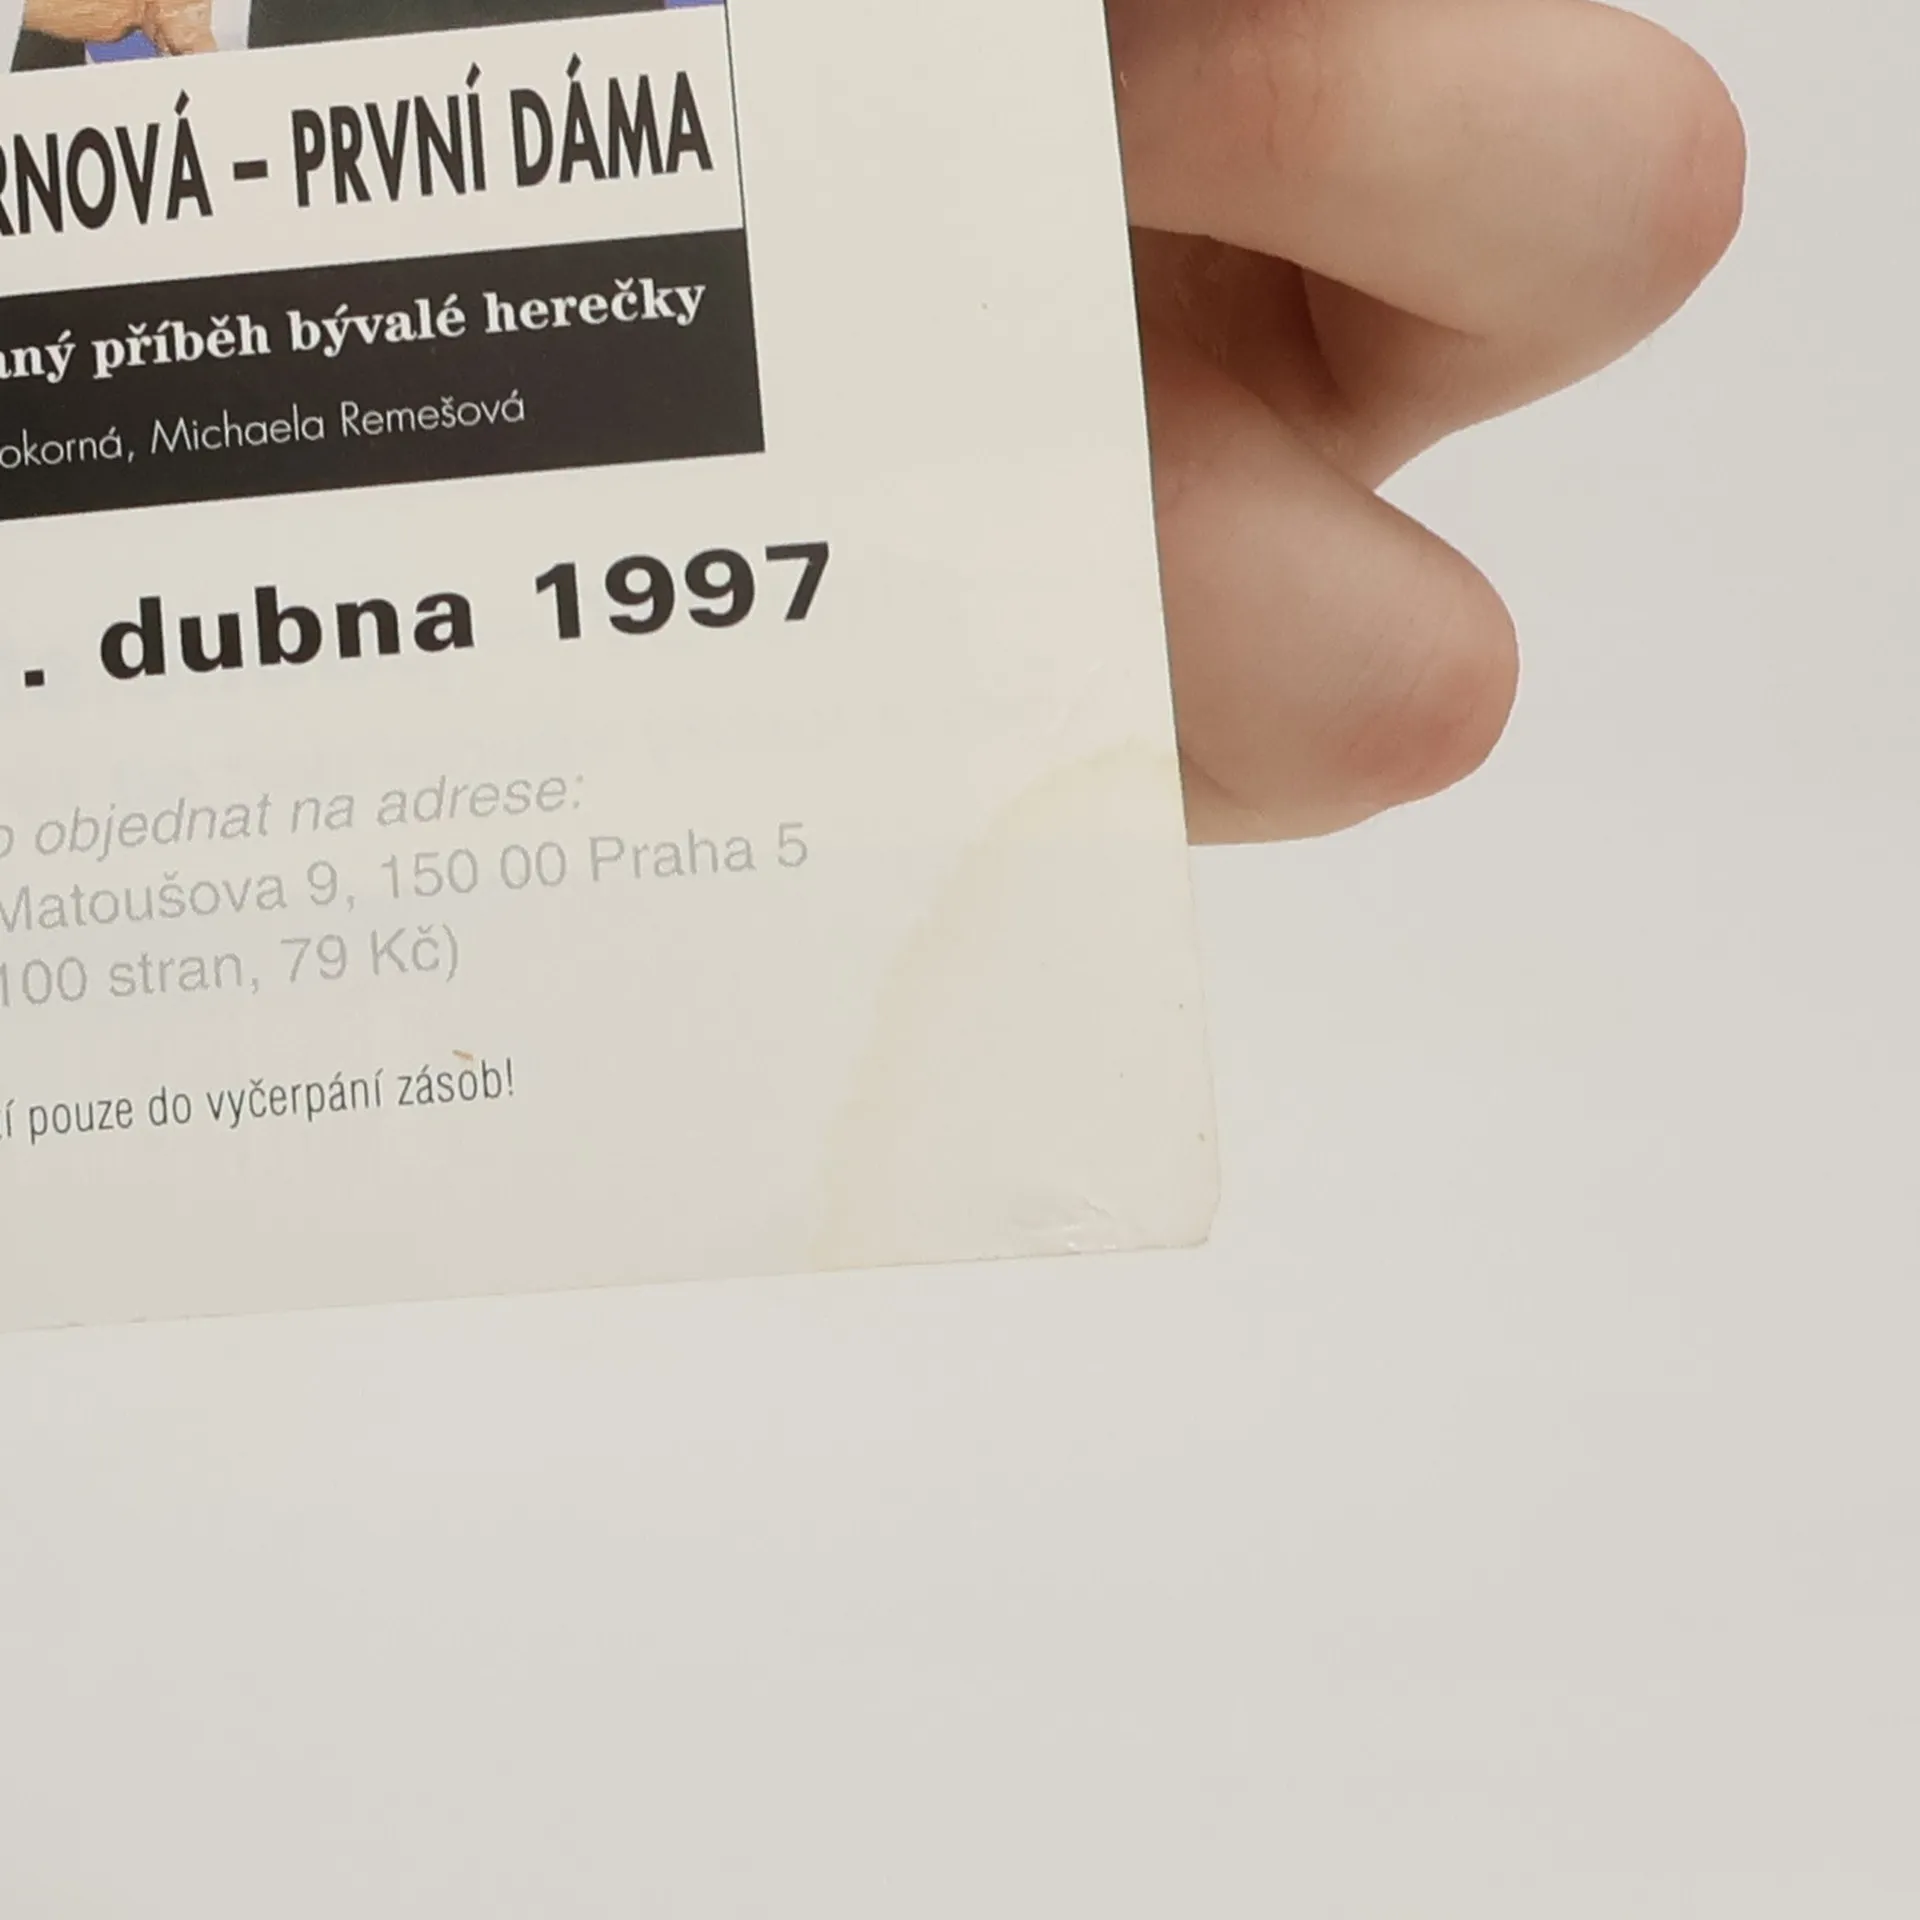 RNOVÁ – PRVNÍ DÁMA
ný příběh bývalé herečky
okorná, Michaela Remešová
. dubna 1997
objednat na adrese:
Matoušova 9, 150 00 Praha 5
100 stran, 79 Kč)
í pouze do vyčerpání zásob!